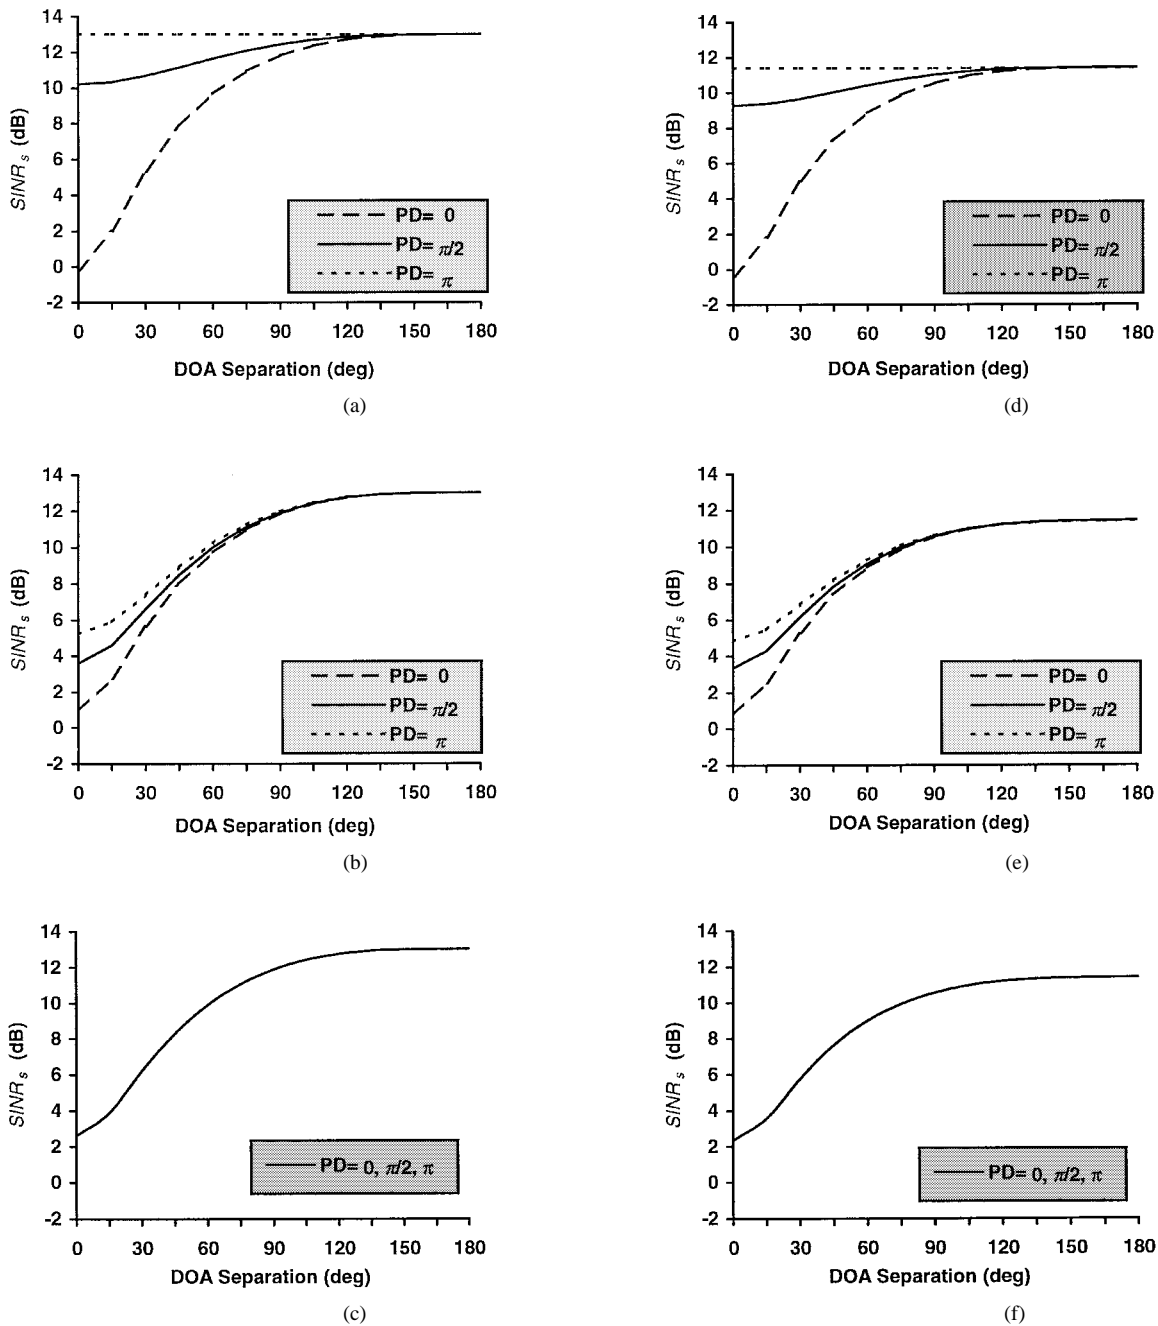 14
12
10
8
6
4
2
0
-2
SINR s (dB)
PD= 0
PD= π/2
PD= π
0 30 60 90 120 150 180
DOA Separation (deg)
(a)
14
12
10
8
6
4
2
0
-2
SINR s (dB)
PD= 0
PD= π/2
PD= π
0 30 60 90 120 150 180
DOA Separation (deg)
(d)
14
12
10
8
6
4
2
0
-2
SINR s (dB)
PD= 0
PD= π/2
PD= π
0 30 60 90 120 150 180
DOA Separation (deg)
(b)
14
12
10
8
6
4
2
0
-2
SINR s (dB)
PD= 0
PD= π/2
PD= π
0 30 60 90 120 150 180
DOA Separation (deg)
(e)
14
12
10
8
6
4
2
0
-2
SINR s (dB)
PD= 0, π/2, π
0 30 60 90 120 150 180
DOA Separation (deg)
(c)
14
12
10
8
6
4
2
0
-2
SINR s (dB)
PD= 0, π/2, π
0 30 60 90 120 150 180
DOA Separation (deg)
(f)